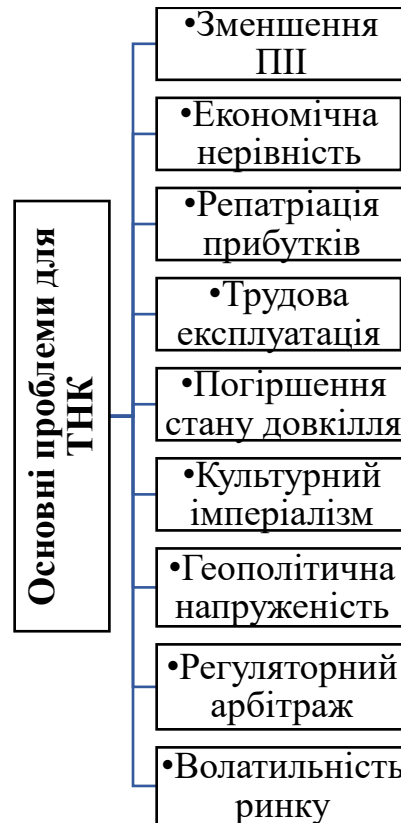 Основні проблеми для
ТНК
•Зменшення
ПІІ
•Економічна
нерівність
•Репатріація
прибутків
•Трудова
експлуатація
•Погіршення
стану довкілля
•Культурний
імперіалізм
•Геополітична
напруженість
•Регуляторний
арбітраж
•Волатильність
ринку